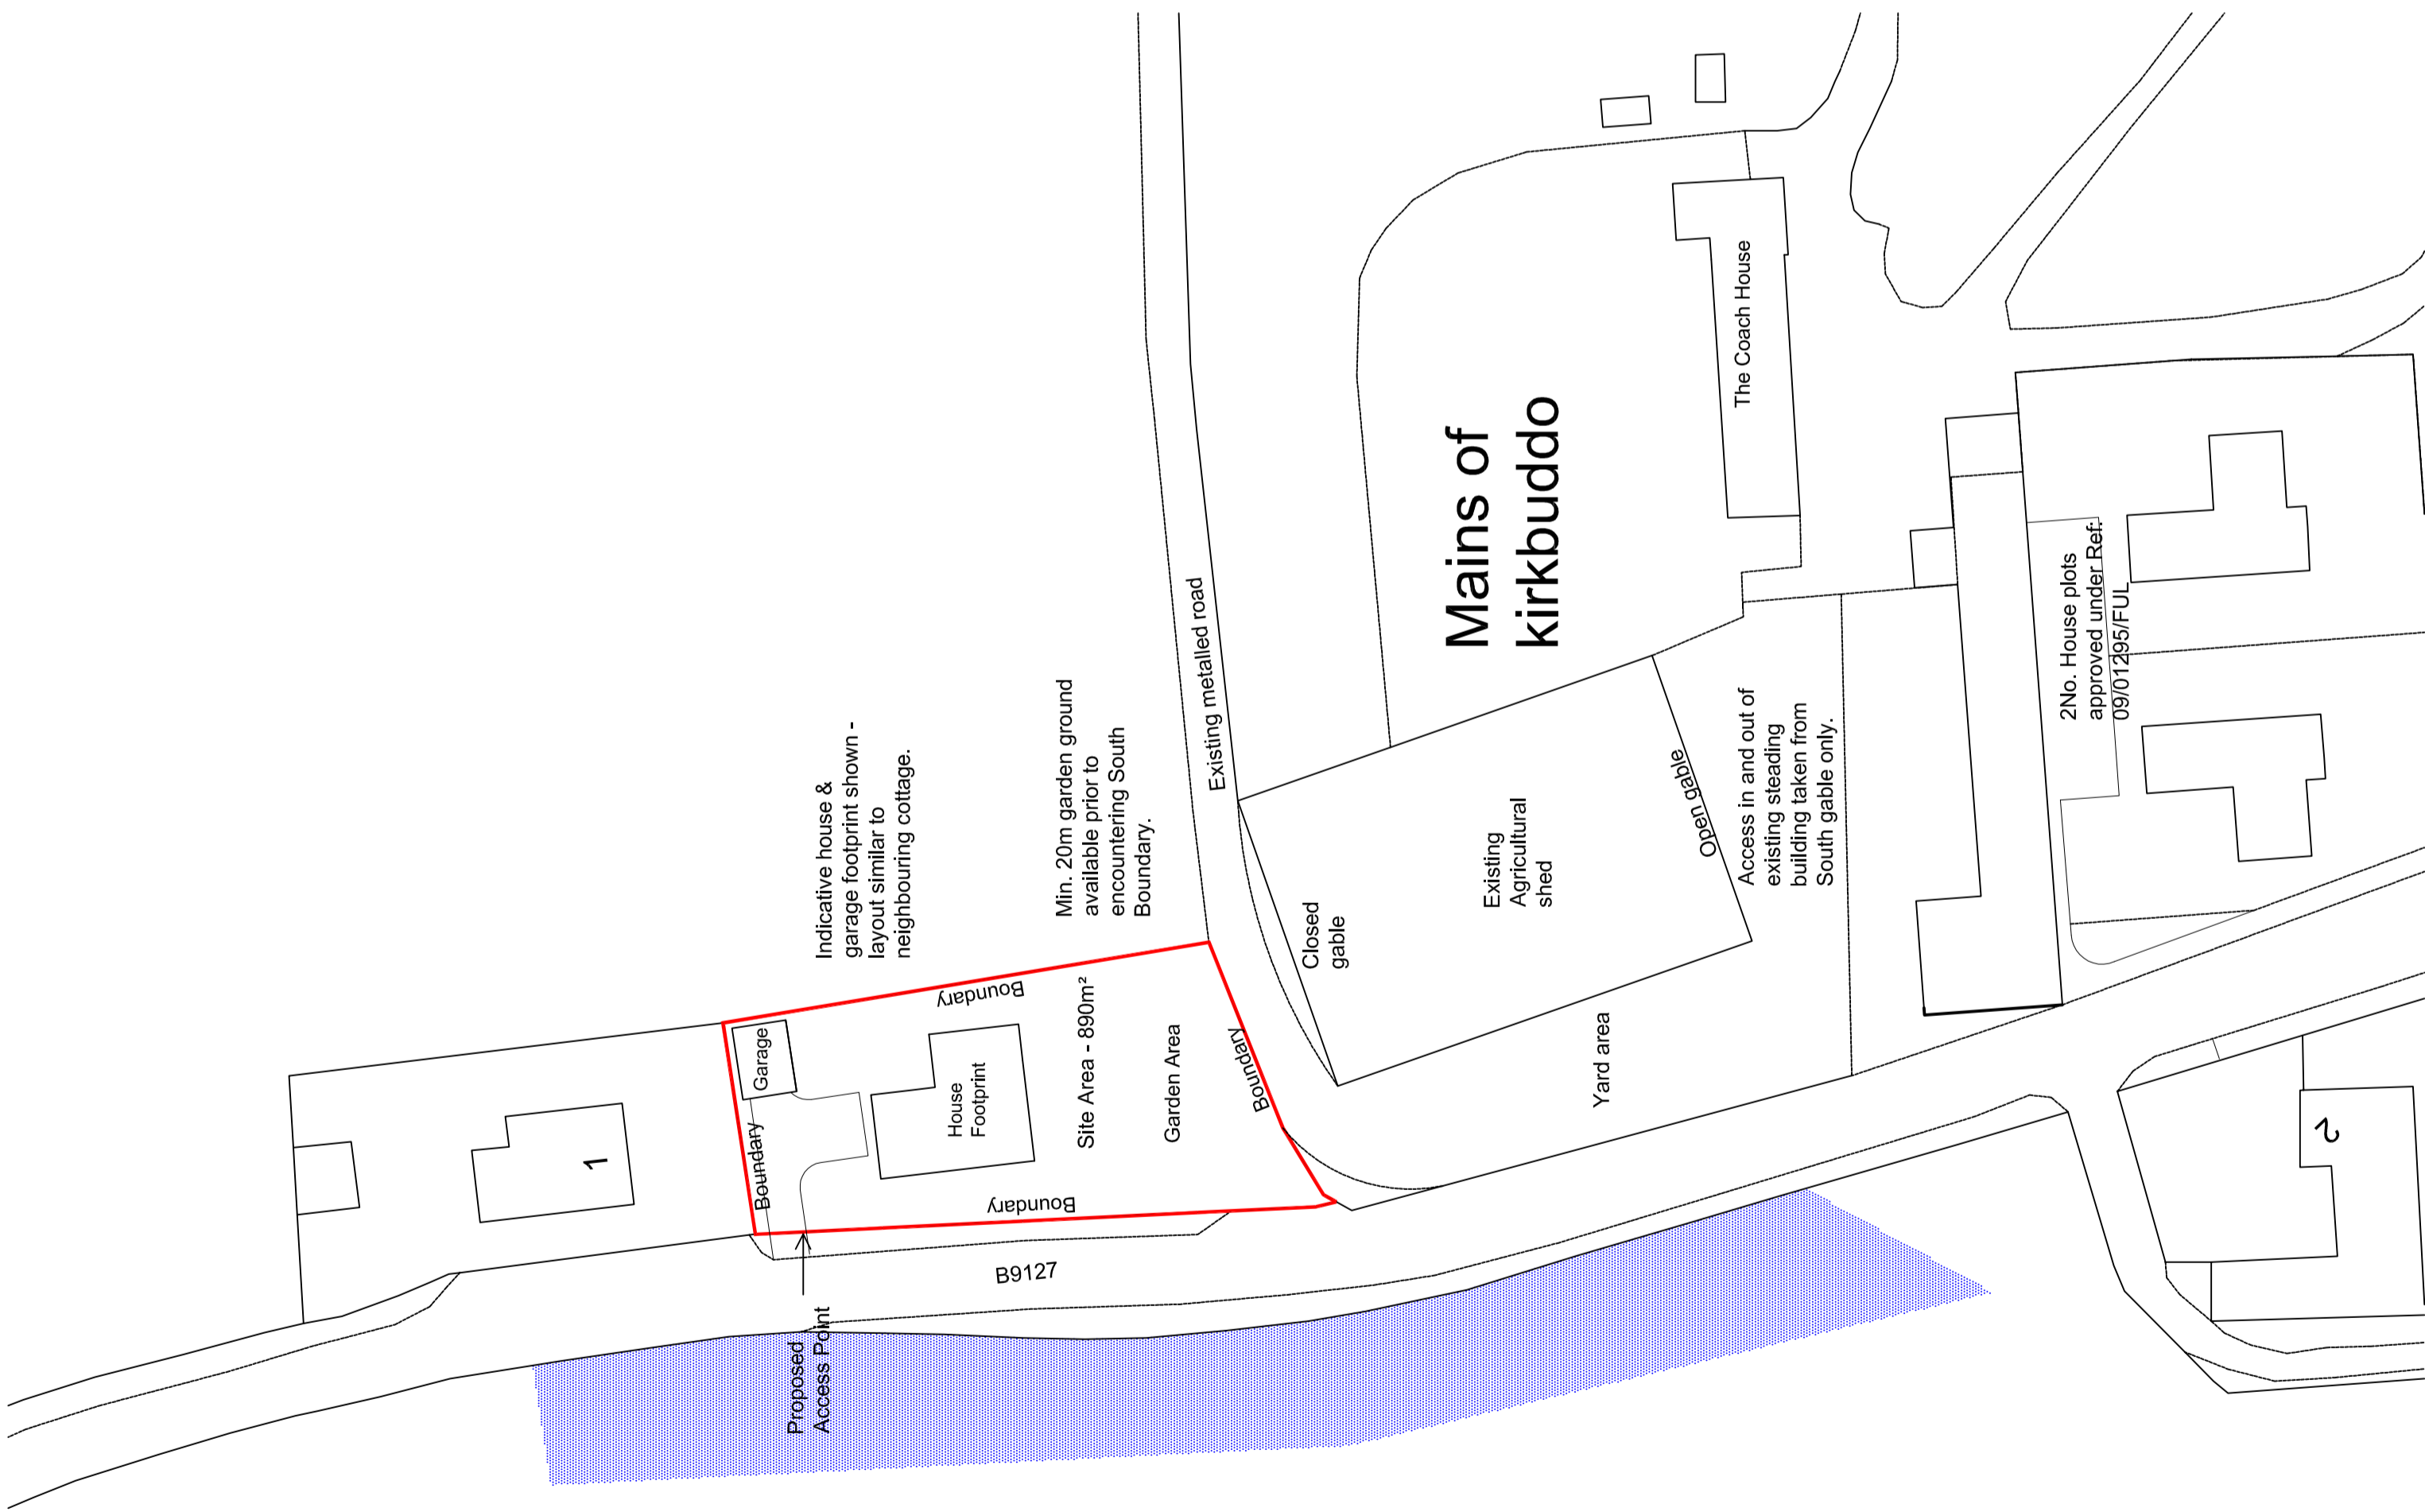 Indicative house &
garage footprint shown -
layout similar to
neighbouring cottage.
Min. 20m garden ground
available prior to
encountering South
Boundary.
Existing metalled road
Mains of
kirkbuddo
The Coach House
2No. House plots
approved under Ref:
09/01295/FUL
Access in and out of
existing steading
building taken from
South gable only.
Open gable
Existing
Agricultural
shed
Closed
gable
Yard area
Boundary
Boundary
Boundary
Boundary
Garage
House
Footprint
Site Area - 890m²
Garden Area
1
2
B9127
Proposed
Access Point